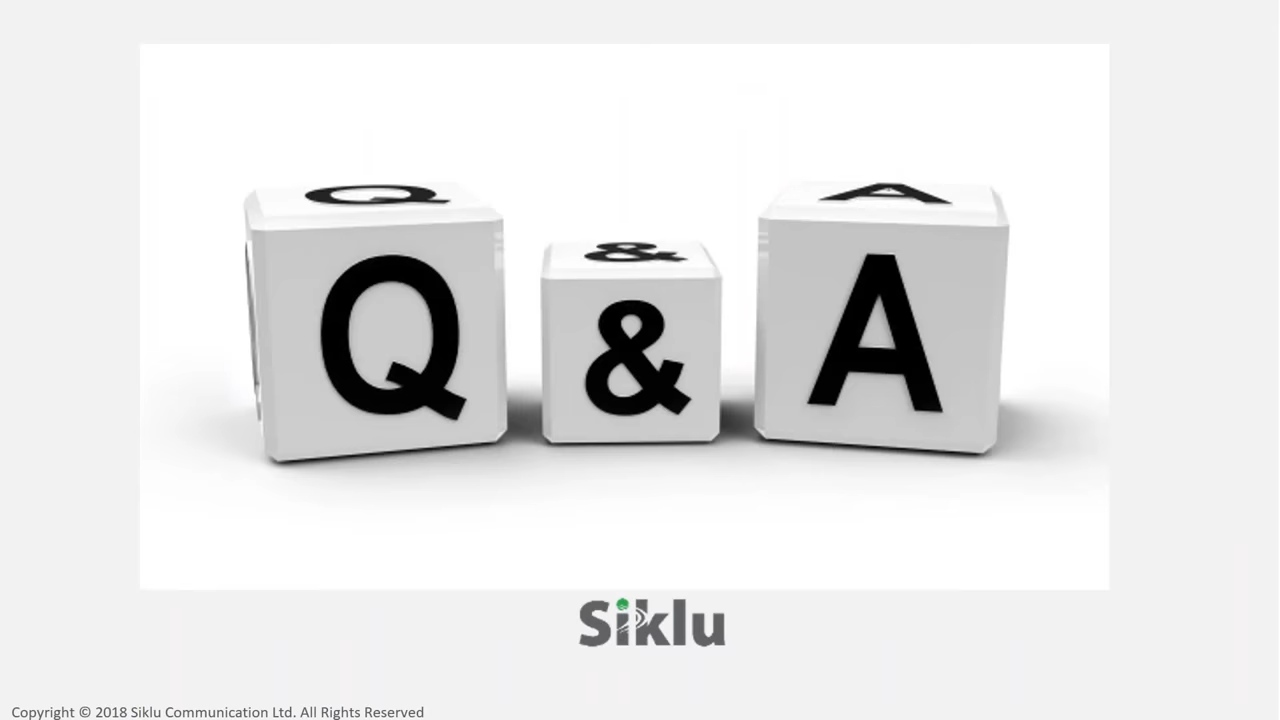 Q & A
Q & A
Siklu
Copyright © 2018 Siklu Communication Ltd. All Rights Reserved